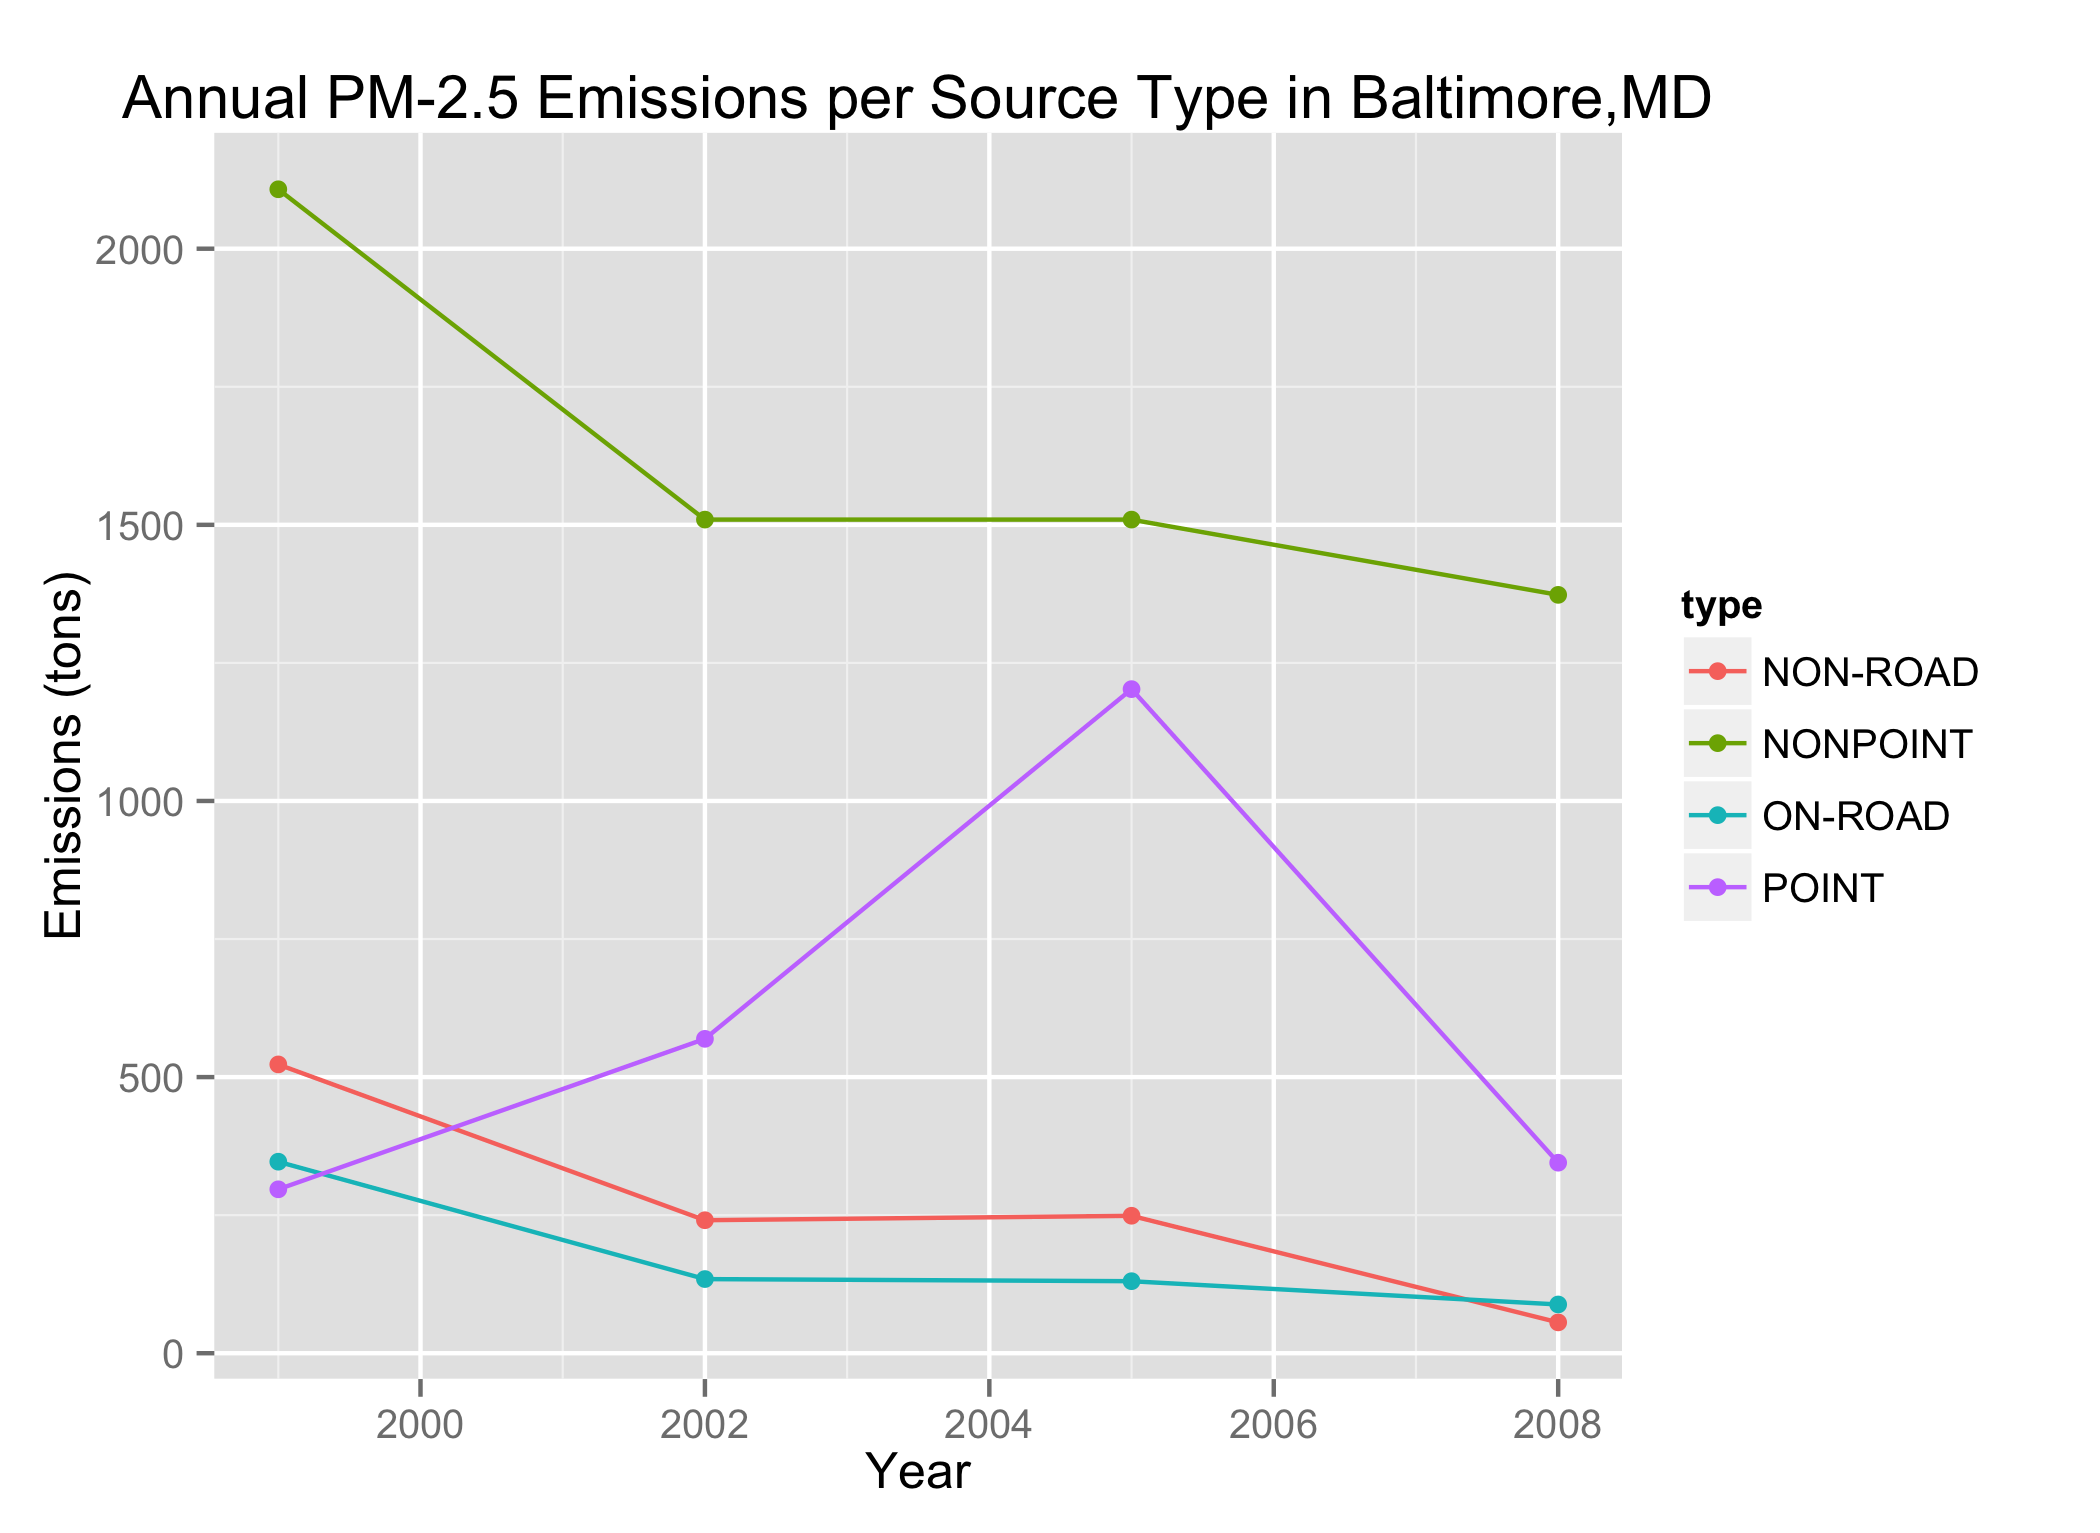 Annual PM-2.5 Emissions per Source Type in Baltimore,MD
2000
1500
1000
500
0
Emissions (tons)
2000 2002 2004 2006 2008
Year
type
NON-ROAD
NONPOINT
ON-ROAD
POINT